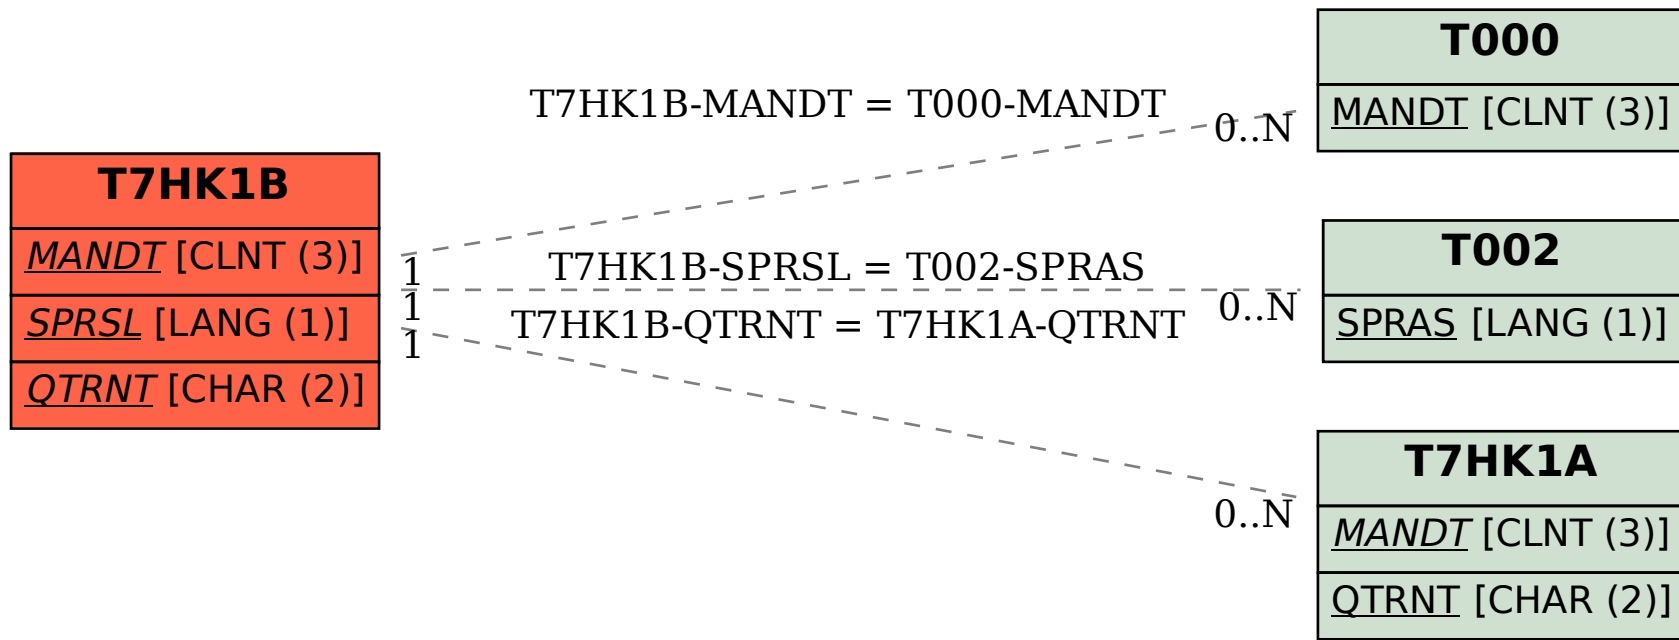 T7HK1B
MANDT [CLNT (3)]
SPRSL [LANG (1)]
QTRNT [CHAR (2)]
T7HK1B-MANDT = T000-MANDT
0..N
1
T7HK1B-SPRSL = T002-SPRAS
0..N
1
T7HK1B-QTRNT = T7HK1A-QTRNT
0..N
1
T000
MANDT [CLNT (3)]
T002
SPRAS [LANG (1)]
T7HK1A
MANDT [CLNT (3)]
QTRNT [CHAR (2)]